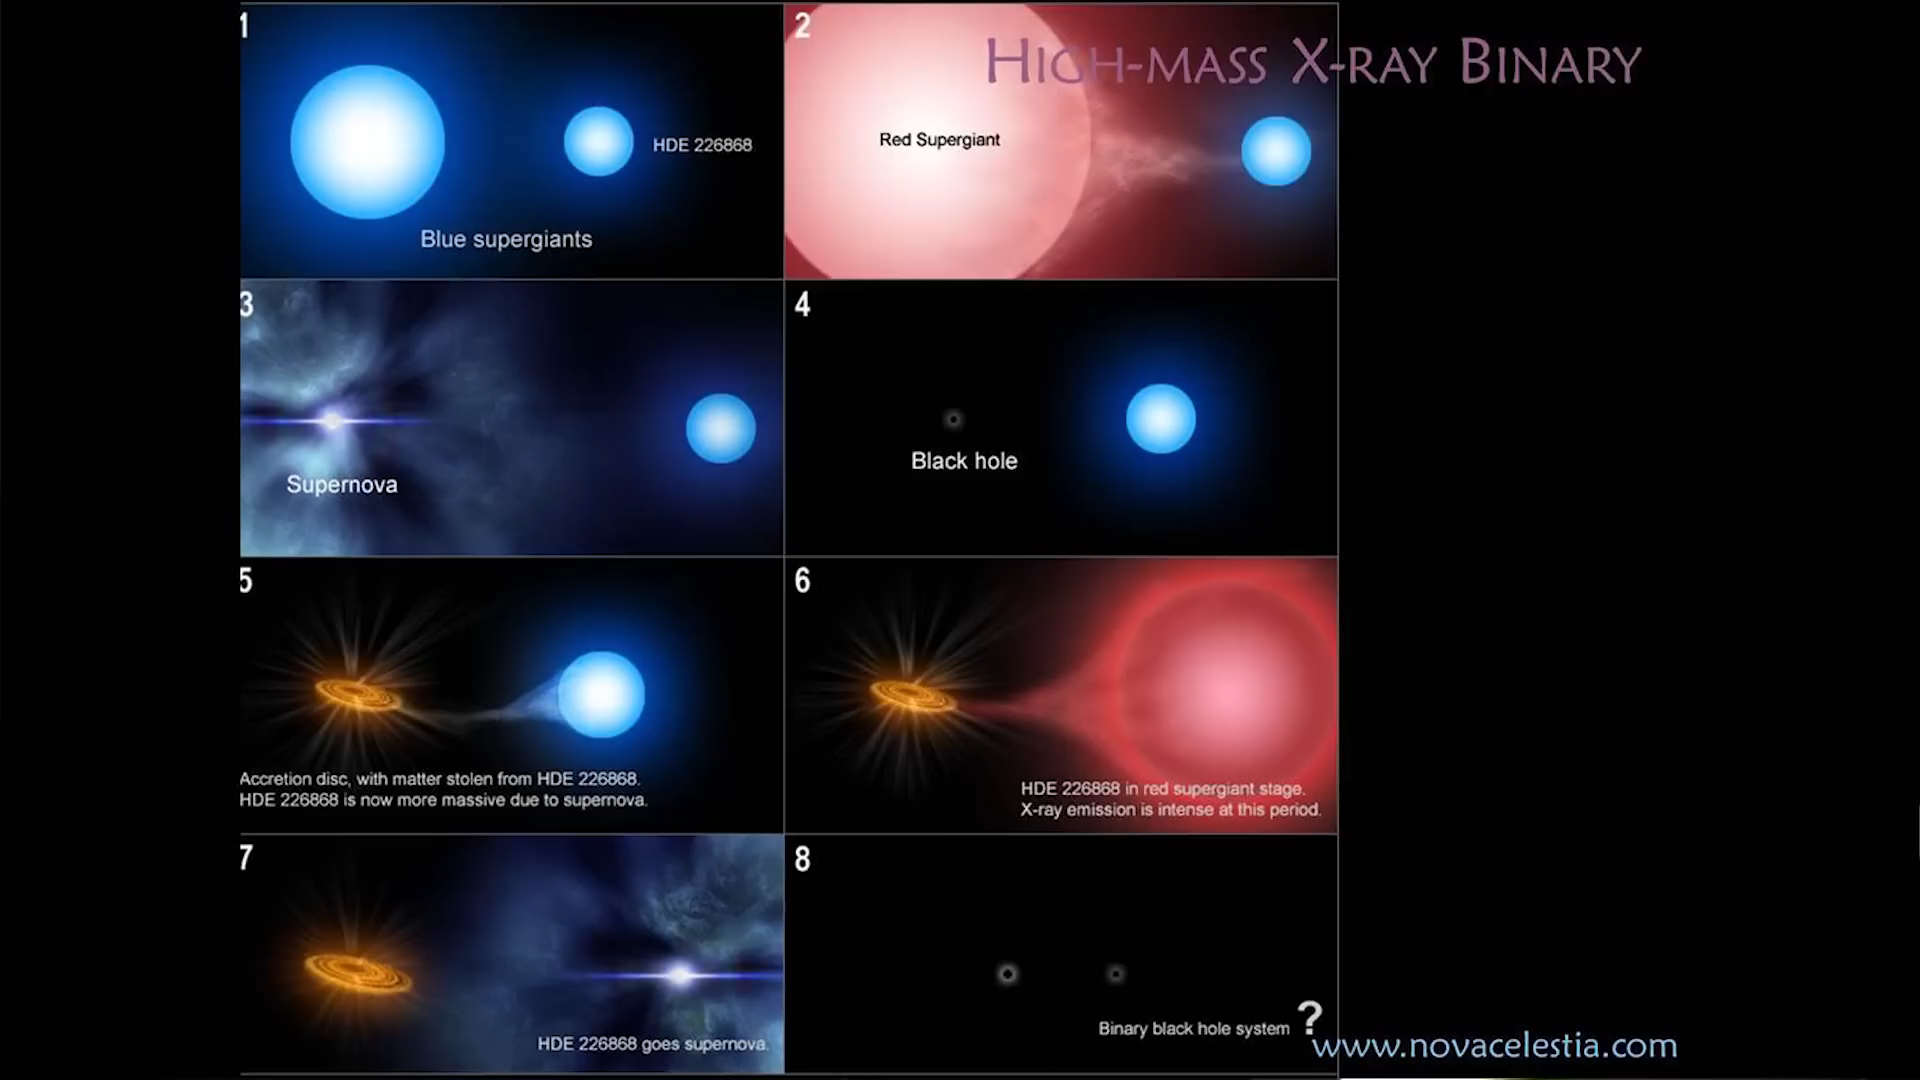 High-mass X-ray Binary
1
HDE 226868
Blue supergiants
2
Red Supergiant
3
Supernova
4
Black hole
5
Accretion disc, with matter stolen from HDE 226868.
HDE 226868 is now more massive due to supernova.
6
HDE 226868 in red supergiant stage.
X-ray emission is intense at this period.
7
HDE 226868 goes supernova.
8
Binary black hole system ?
www.novacelestia.com